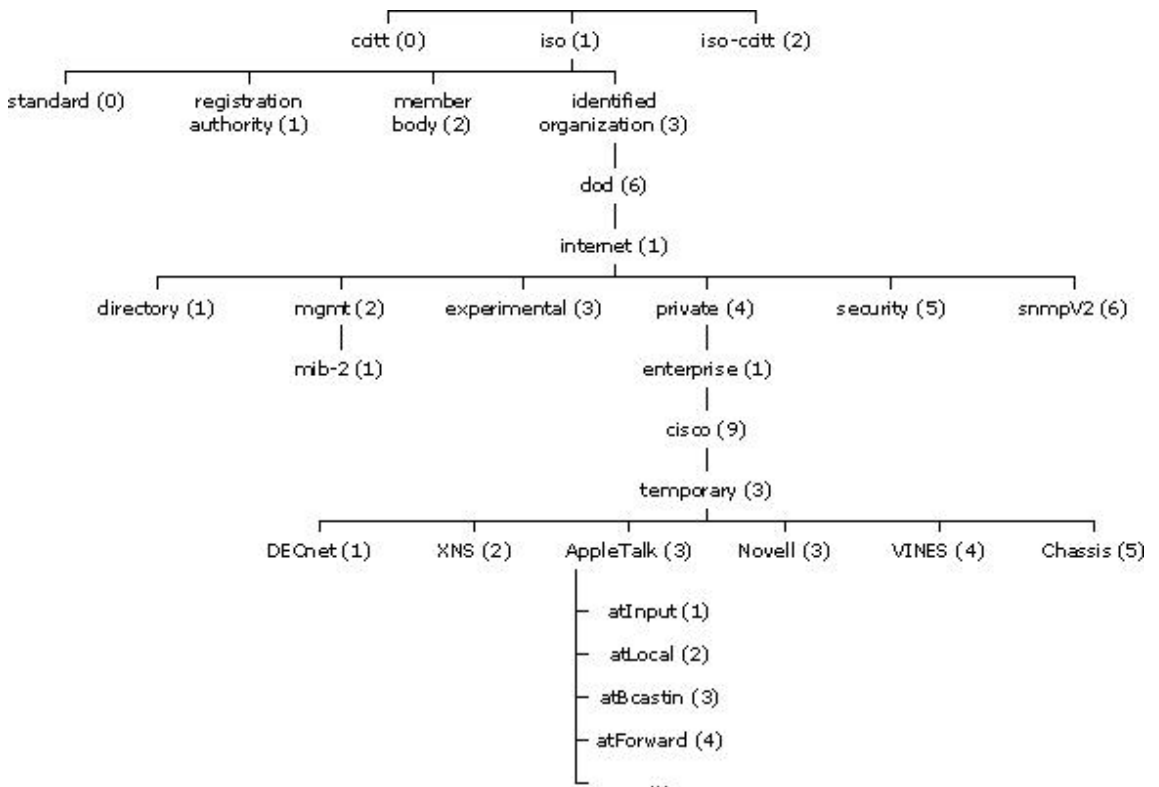 ccitt (0) iso (1) iso-ccitt (2)
standard (0) registration authority (1) member body (2) identified organization (3)
dod (6)
internet (1)
directory (1) mgmt (2) experimental (3) private (4) security (5) snmpV2 (6)
mib-2 (1) enterprise (1)
cisco (9)
temporary (3)
DECnet (1) XNS (2) AppleTalk (3) Novell (3) VINES (4) Chassis (5)
atInput (1)
atLocal (2)
atBcastin (3)
atForward (4)